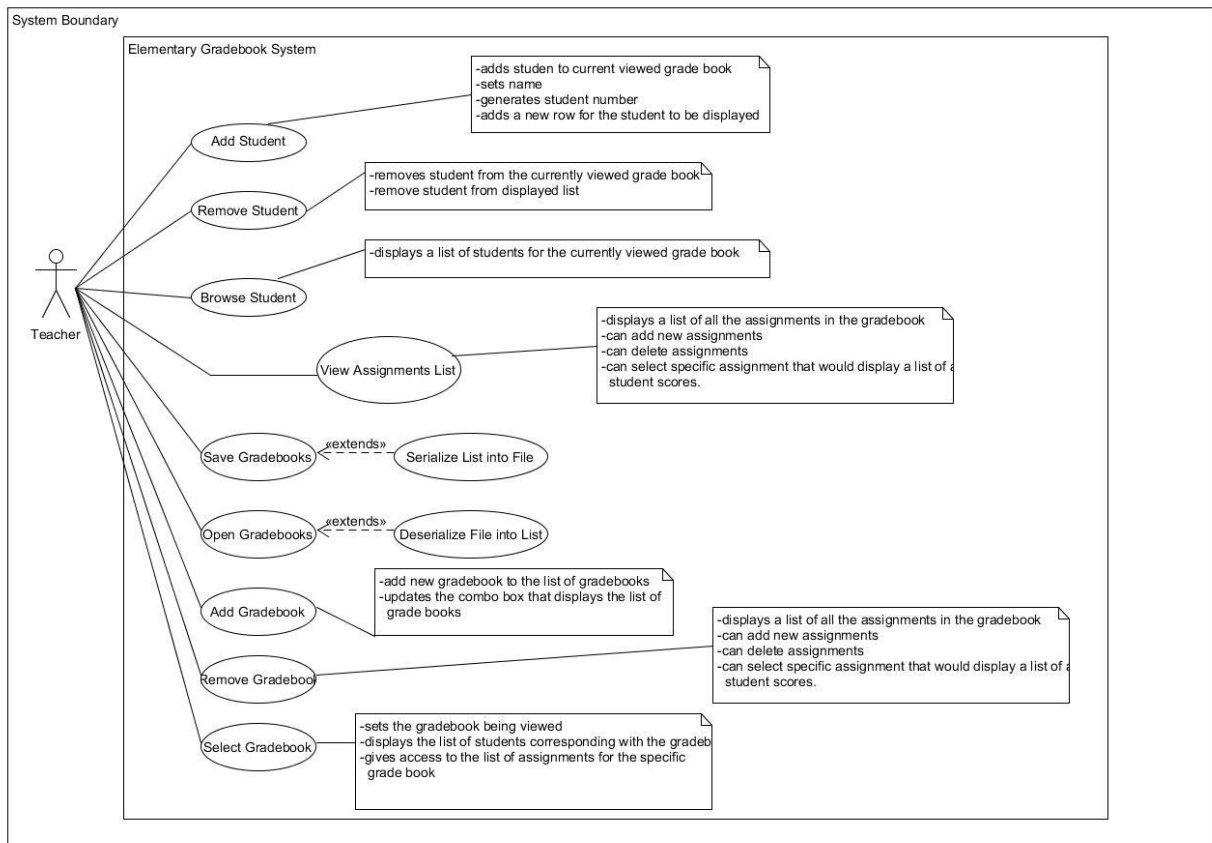 System Boundary
Elementary Gradebook System
-adds studen to current viewed grade book
-sets name
-generates student number
-adds a new row for the student to be displayed
Add Student
-removes student from the currently viewed grade book
-remove student from displayed list
Remove Student
-displays a list of students for the currently viewed grade book
Browse Student
Teacher
-displays a list of all the assignments in the gradebook
-can add new assignments
-can delete assignments
-can select specific assignment that would display a list of a
student scores.
View Assignments List
Save Gradebooks
«extends»
Serialize List into File
Open Gradebooks
«extends»
Deserialize File into List
-add new gradebook to the list of gradebooks
-updates the combo box that displays the list of
grade books
Add Gradebook
-displays a list of all the assignments in the gradebook
-can add new assignments
-can delete assignments
-can select specific assignment that would display a list of a
student scores.
Remove Gradebook
-sets the gradebook being viewed
-displays the list of students corresponding with the gradeb
-gives access to the list of assignments for the specific
grade book
Select Gradebook